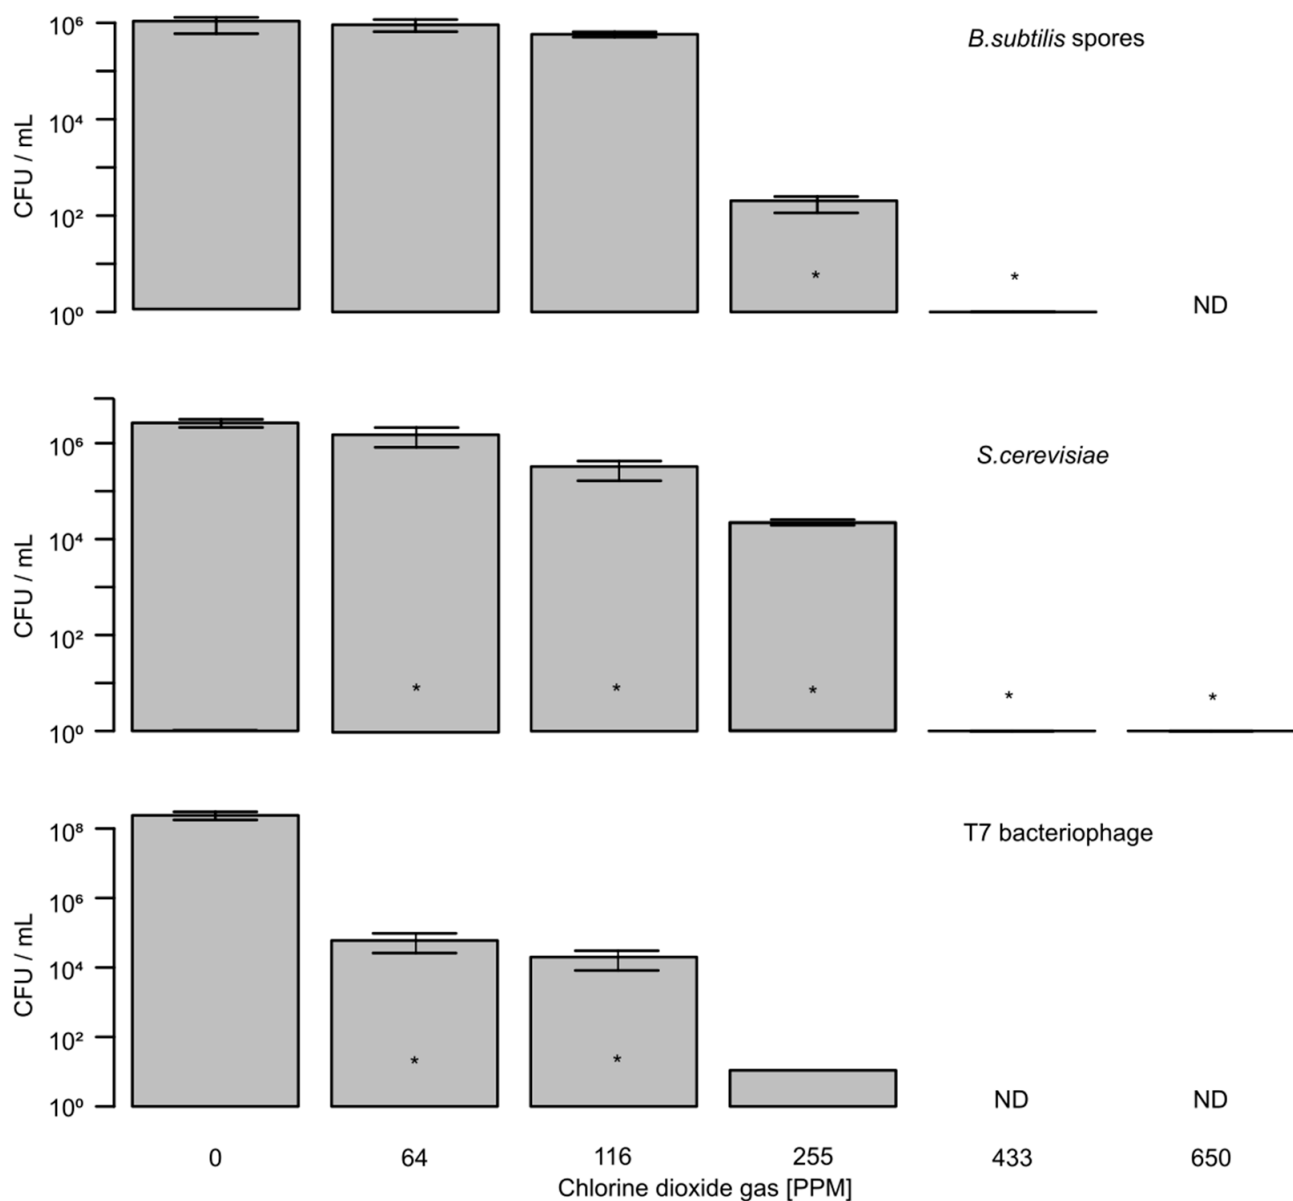 B.subtilis spores
CFU / mL
10⁶
10⁴
10²
10⁰
*
*
ND
S.cerevisiae
CFU / mL
10⁶
10⁴
10²
10⁰
*
*
*
*
*
T7 bacteriophage
CFU / mL
10⁸
10⁶
10⁴
10²
10⁰
*
*
ND
ND
0
64
116
255
433
650
Chlorine dioxide gas [PPM]